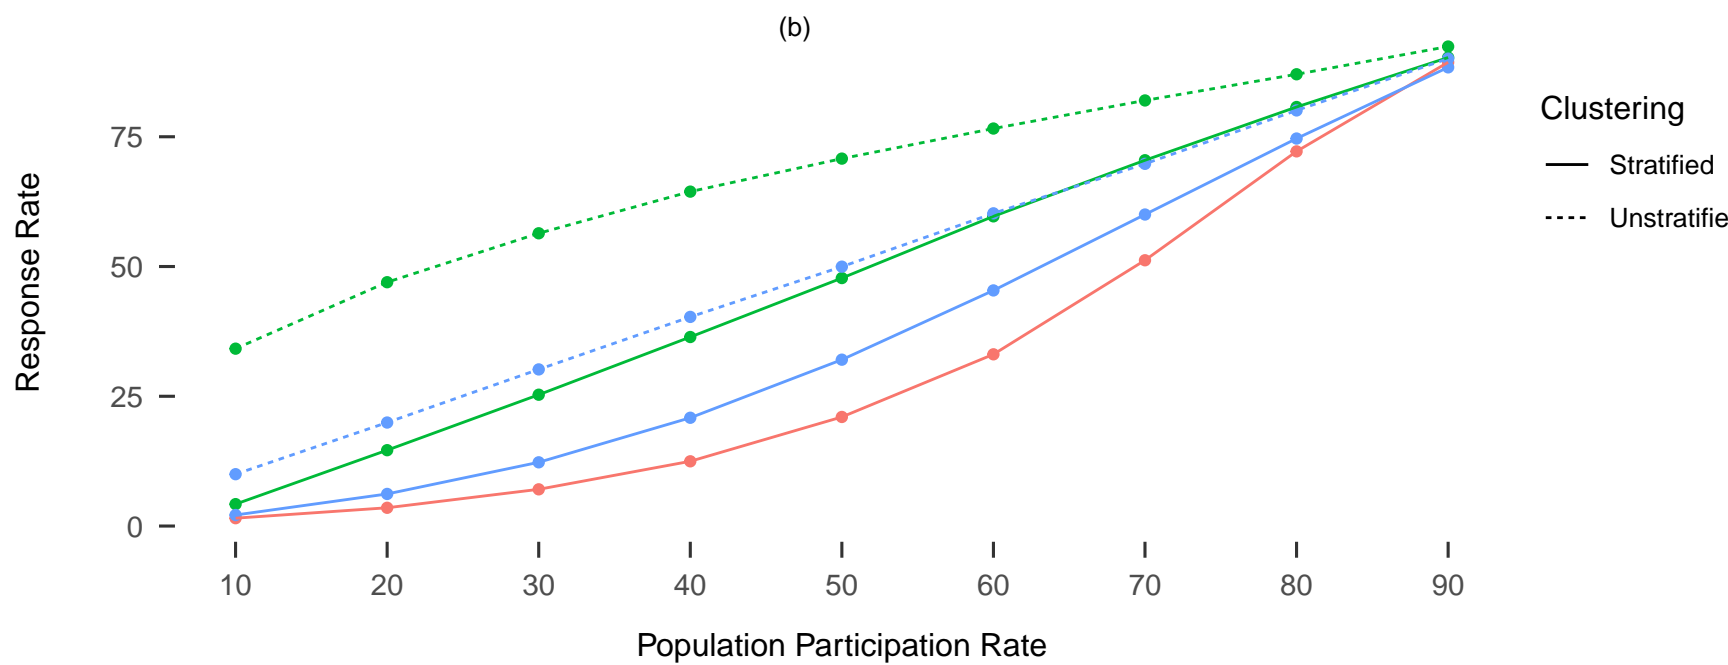 (b)
Response Rate
75
50
25
0
10 20 30 40 50 60 70 80 90
Population Participation Rate
Clustering
Stratified
Unstratifie